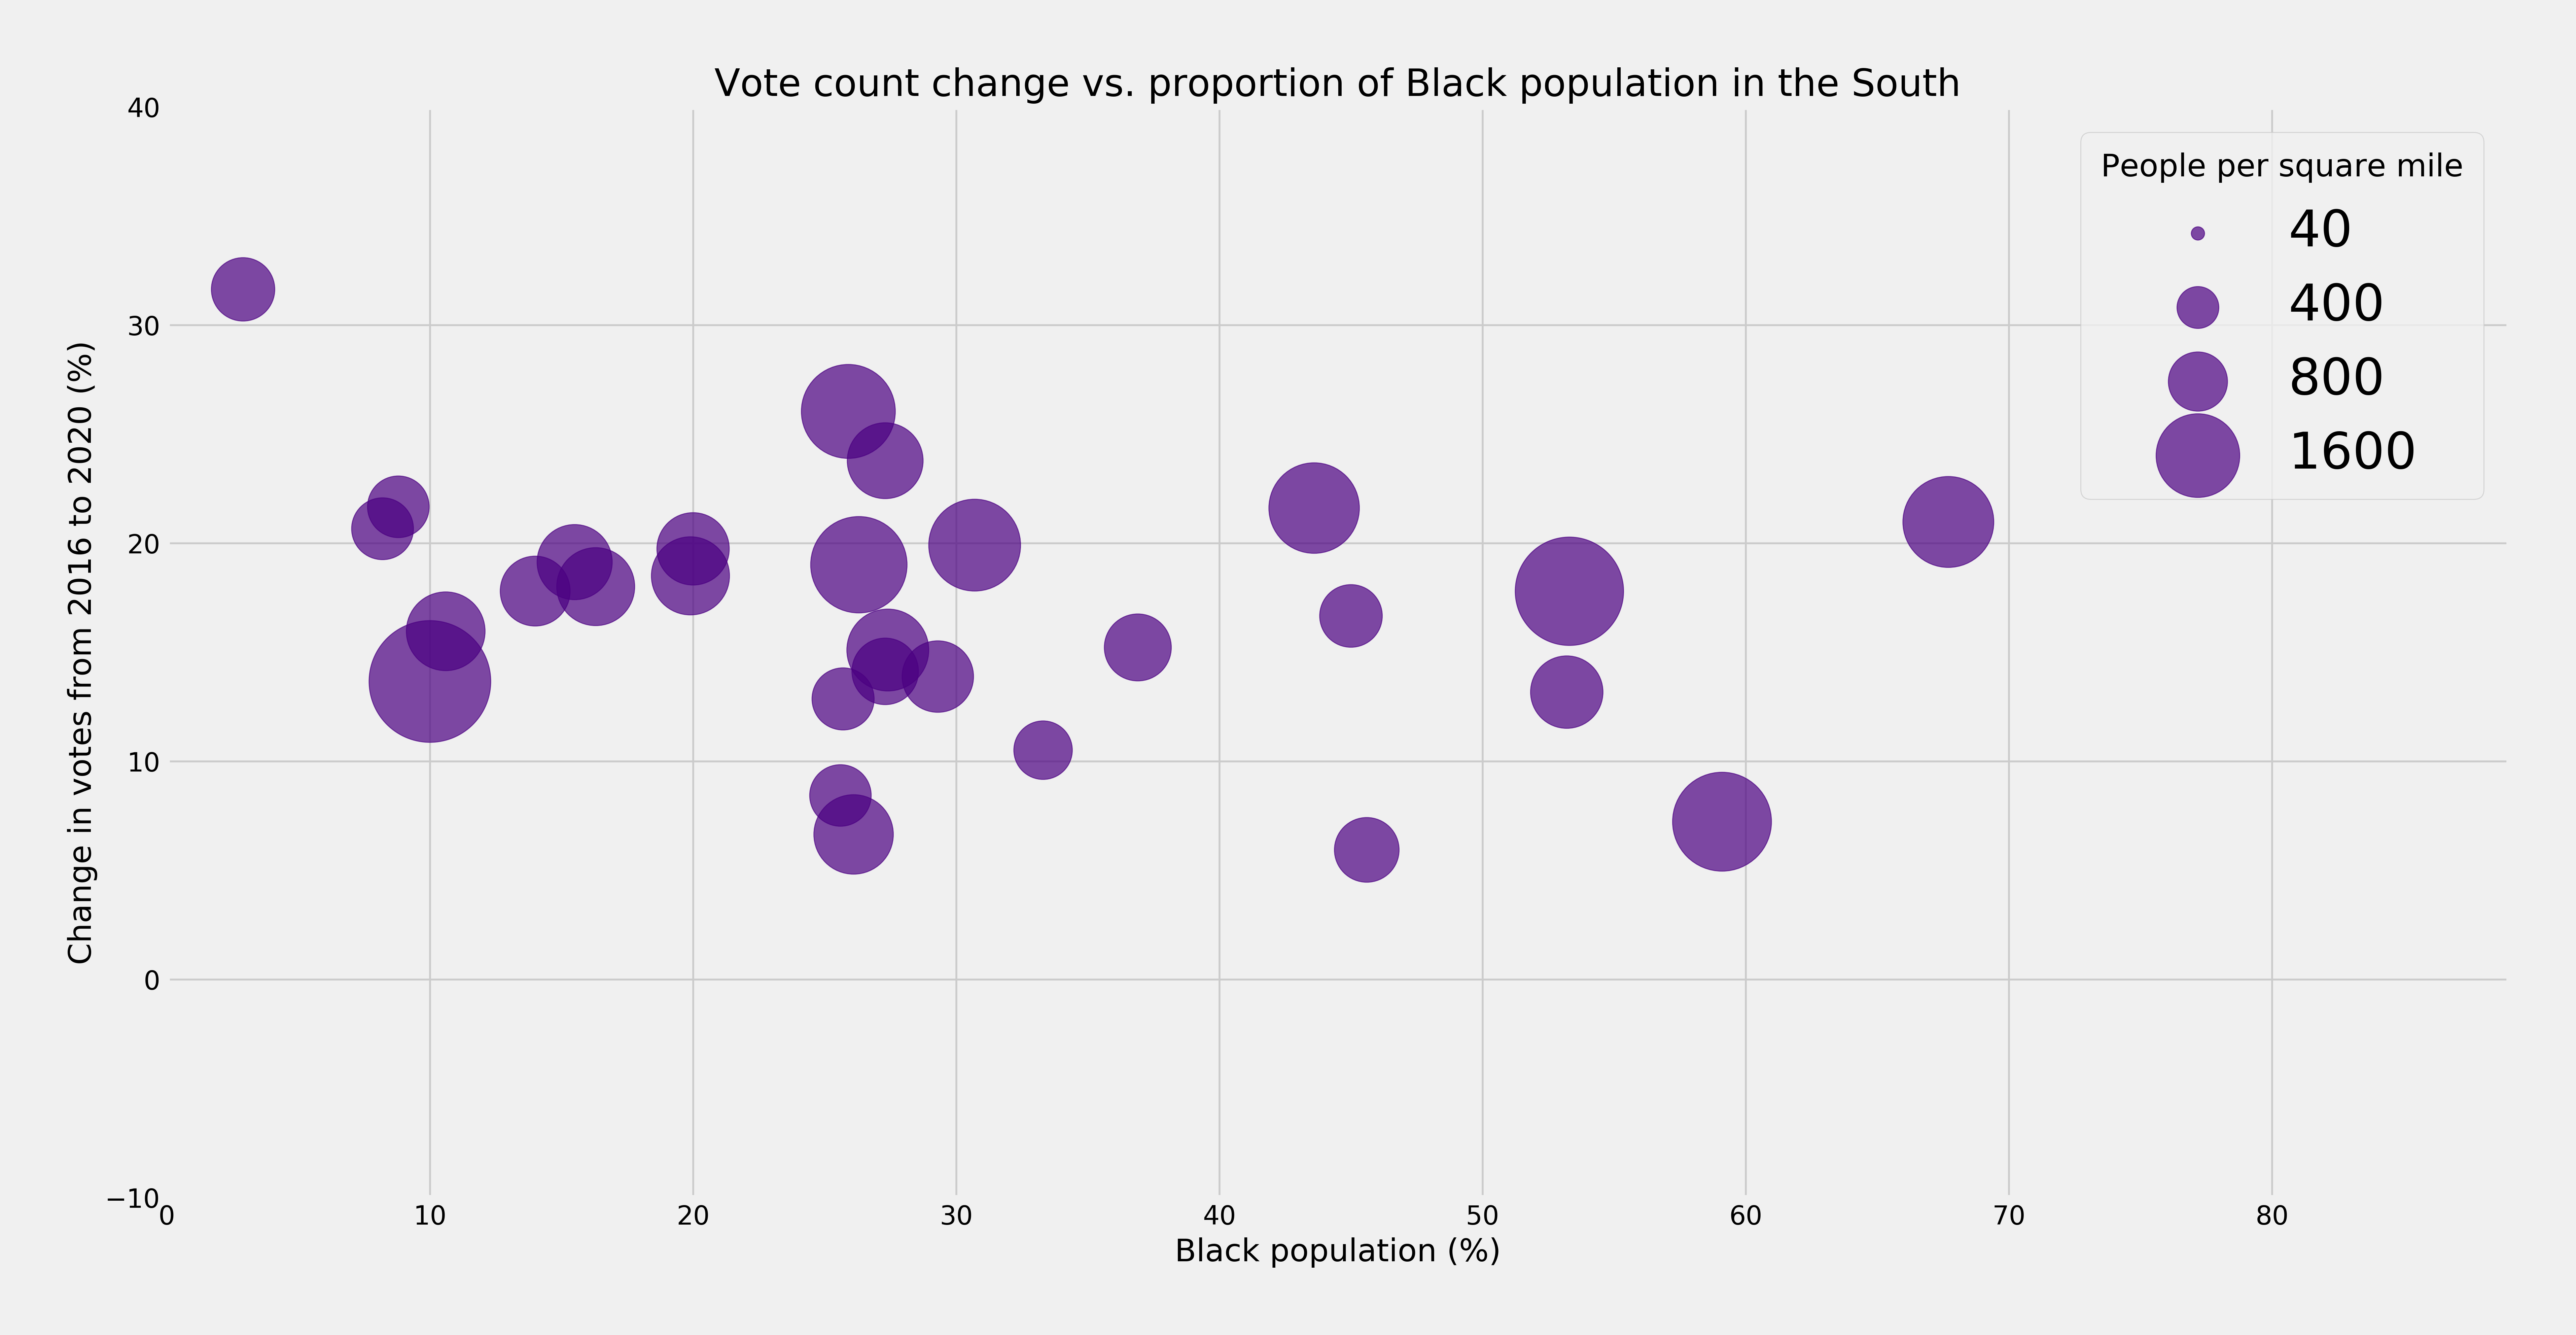 Vote count change vs. proportion of Black population in the South
40
30
20
10
0
−10
Change in votes from 2016 to 2020 (%)
People per square mile
40
400
800
1600
0 10 20 30 40 50 60 70 80
Black population (%)